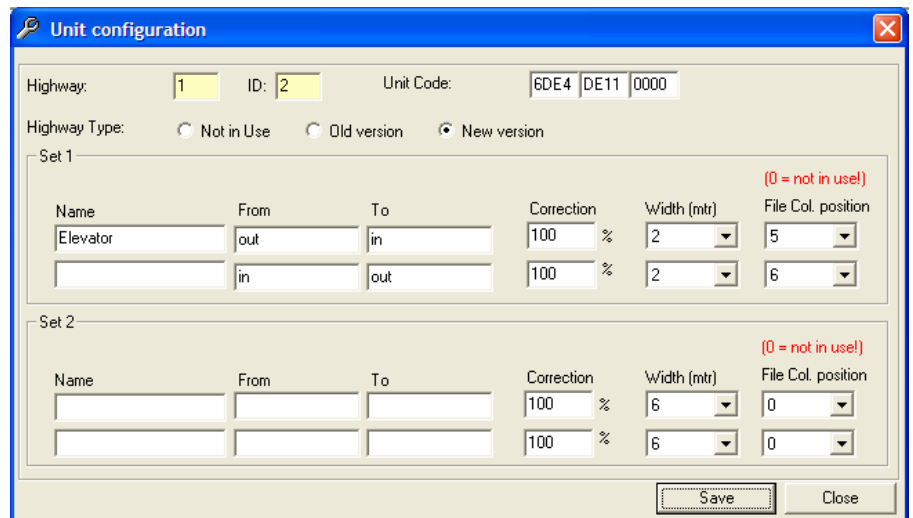 Unit configuration
Highway: 1 ID: 2 Unit Code: 6DE4 DE11 0000
Highway Type: Not in Use Old version New version
Set 1
(0 = not in use!)
Name From To Correction Width (mtr) File Col. position
Elevator out in 100 % 2 5
in out 100 % 2 6
Set 2
(0 = not in use!)
Name From To Correction Width (mtr) File Col. position
100 % 6 0
100 % 6 0
Save Close